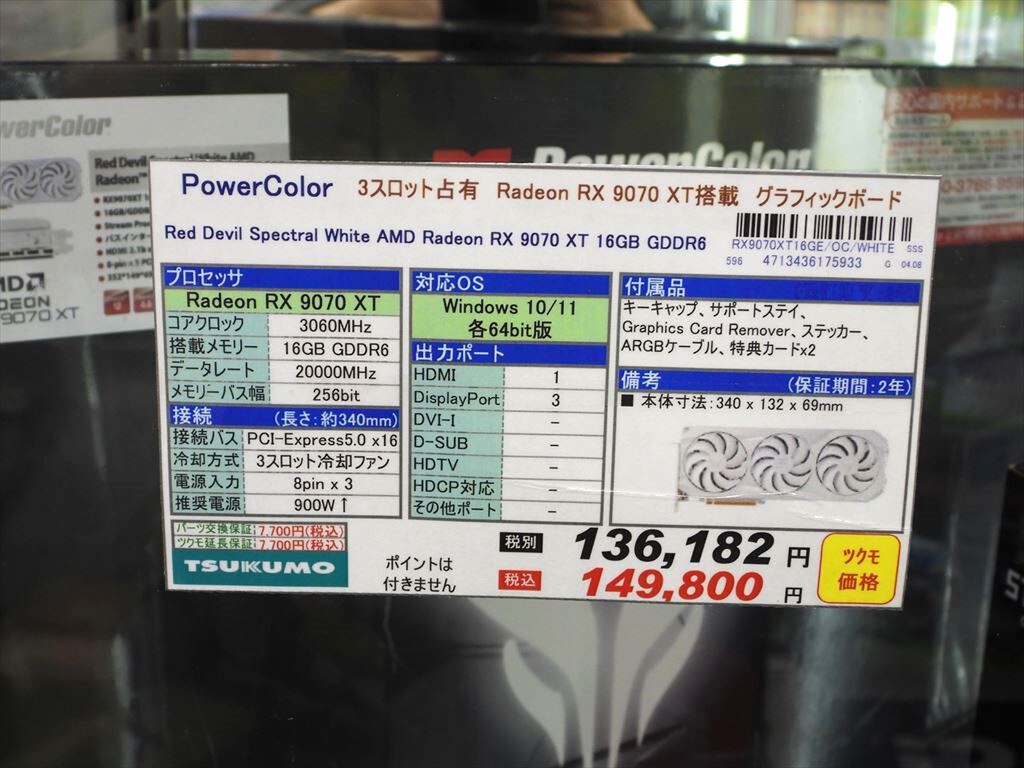 PowerColor
PowerColor 3スロット占有 Radeon RX 9070 XT搭載 グラフィックボード
Red Devil Spectral White AMD Radeon RX 9070 XT 16GB GDDR6
RX9070XT16GE/OC/WHITE SSS
596 4713436175933 G 04.08
プロセッサ
Radeon RX 9070 XT
コアクロック 3060MHz
搭載メモリー 16GB GDDR6
データレート 20000MHz
メモリーバス幅 256bit
接続 (長さ:約340mm)
接続バス PCI-Express5.0 x16
冷却方式 3スロット冷却ファン
電源入力 8pin x 3
推奨電源 900W↑
対応OS
Windows 10/11
各64bit版
出力ポート
HDMI 1
DisplayPort 3
DVI-I -
D-SUB -
HDTV -
HDCP対応 -
その他ポート -
付属品
キーキャップ、サポートステイ、
Graphics Card Remover、ステッカー、
ARGBケーブル、特典カードx2
備考 (保証期間:2年)
■ 本体寸法:340 x 132 x 69mm
パーツ交換保証 7,700円(税込)
ツクモ延長保証 7,700円(税込)
TSUKUMO
ポイントは
付きません
税別 136,182 円
税込 149,800 円
ツクモ
価格
werColor
Red Devil Spectral White AMD
Radeon™
9070 XT